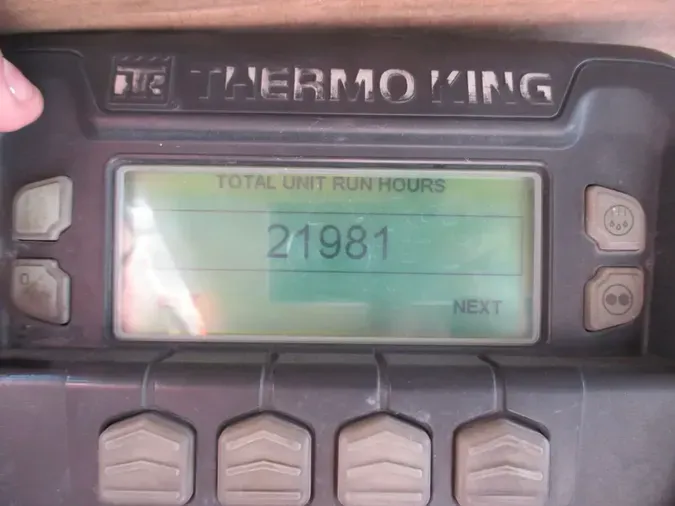 TK THERMO KING
TOTAL UNIT RUN HOURS
21981
NEXT